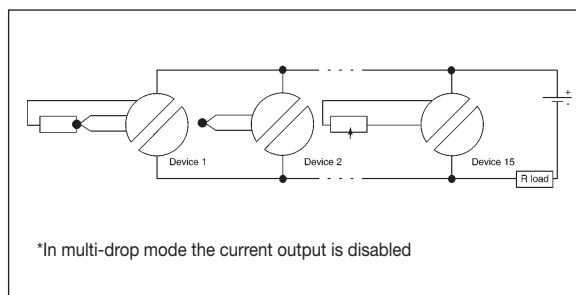 +
-
Device 1
Device 2
Device 15
R load
*In multi-drop mode the current output is disabled